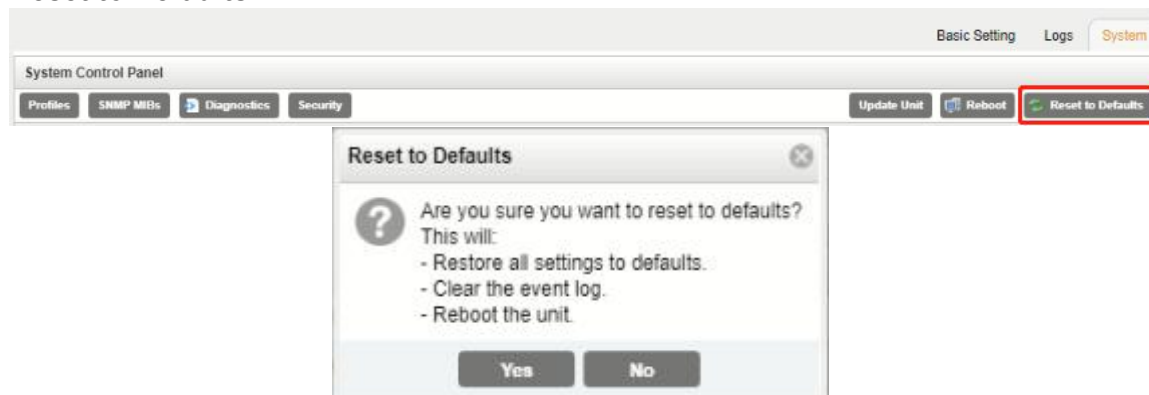 Basic Setting Logs System
System Control Panel
Profiles SNMP MIBs Diagnostics Security Update Unit Reboot Reset to Defaults
Reset to Defaults
Are you sure you want to reset to defaults?
This will:
- Restore all settings to defaults.
- Clear the event log.
- Reboot the unit.
Yes No